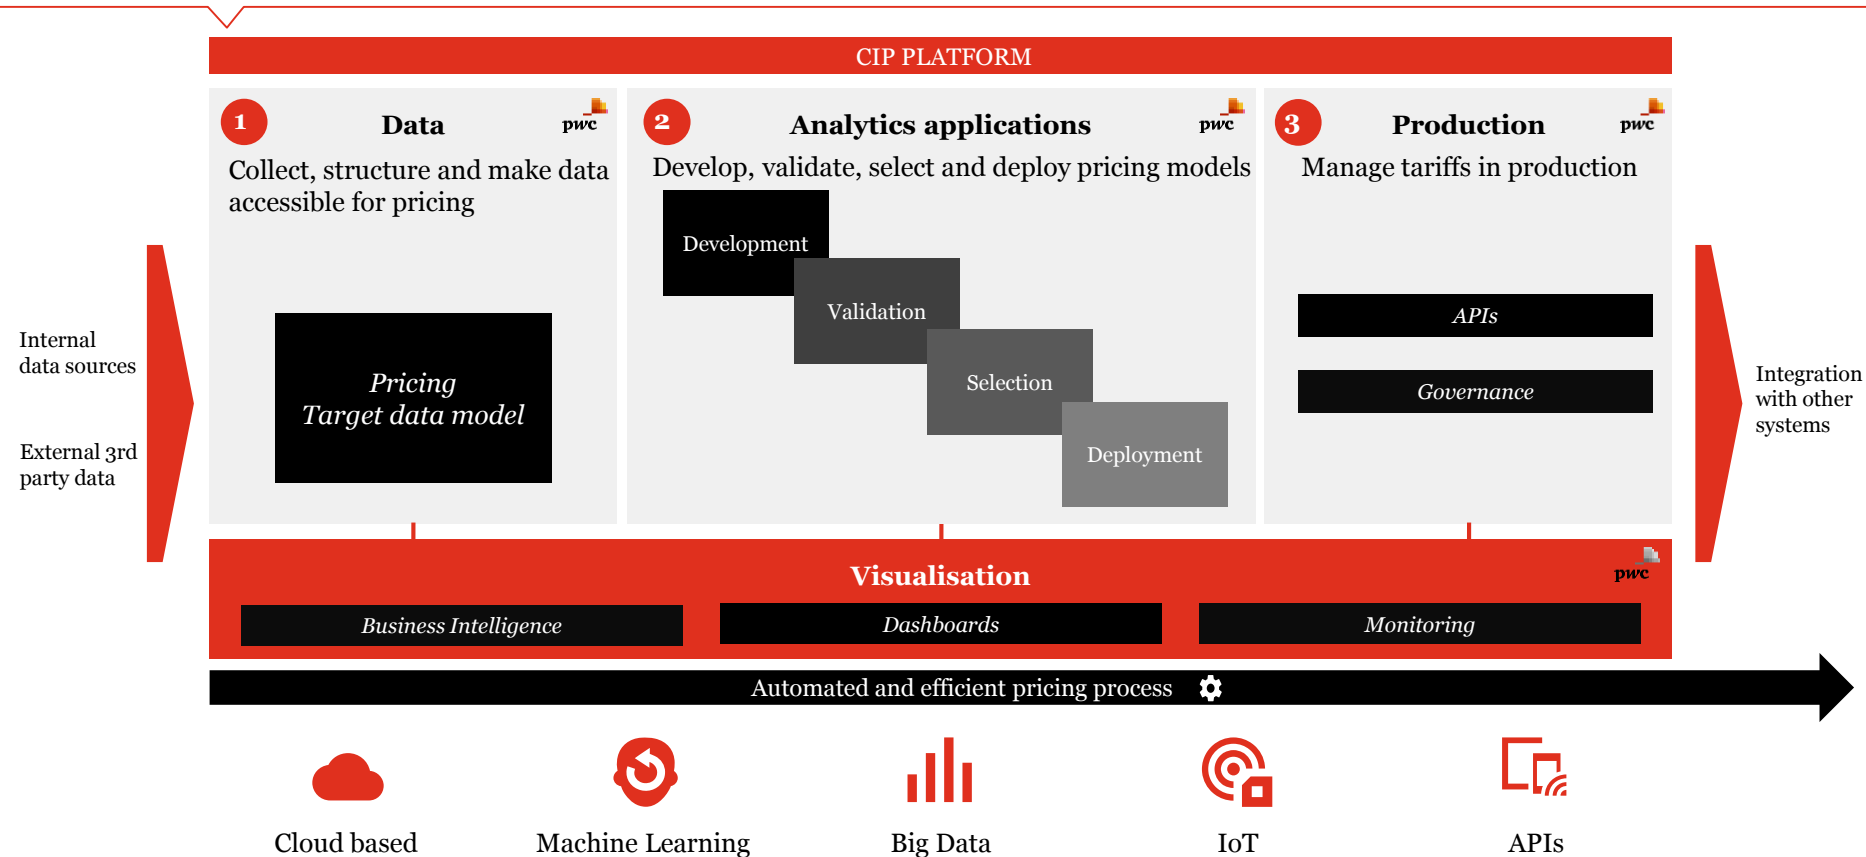 CIP PLATFORM
1
Data
pwc
Collect, structure and make data
accessible for pricing
Pricing
Target data model
2
Analytics applications
pwc
Develop, validate, select and deploy pricing models
Development
Validation
Selection
Deployment
3
Production
pwc
Manage tariffs in production
APIs
Governance
Internal
data sources
External 3rd
party data
Integration
with other
systems
Visualisation
pwc
Business Intelligence
Dashboards
Monitoring
Automated and efficient pricing process
Cloud based
Machine Learning
Big Data
IoT
APIs